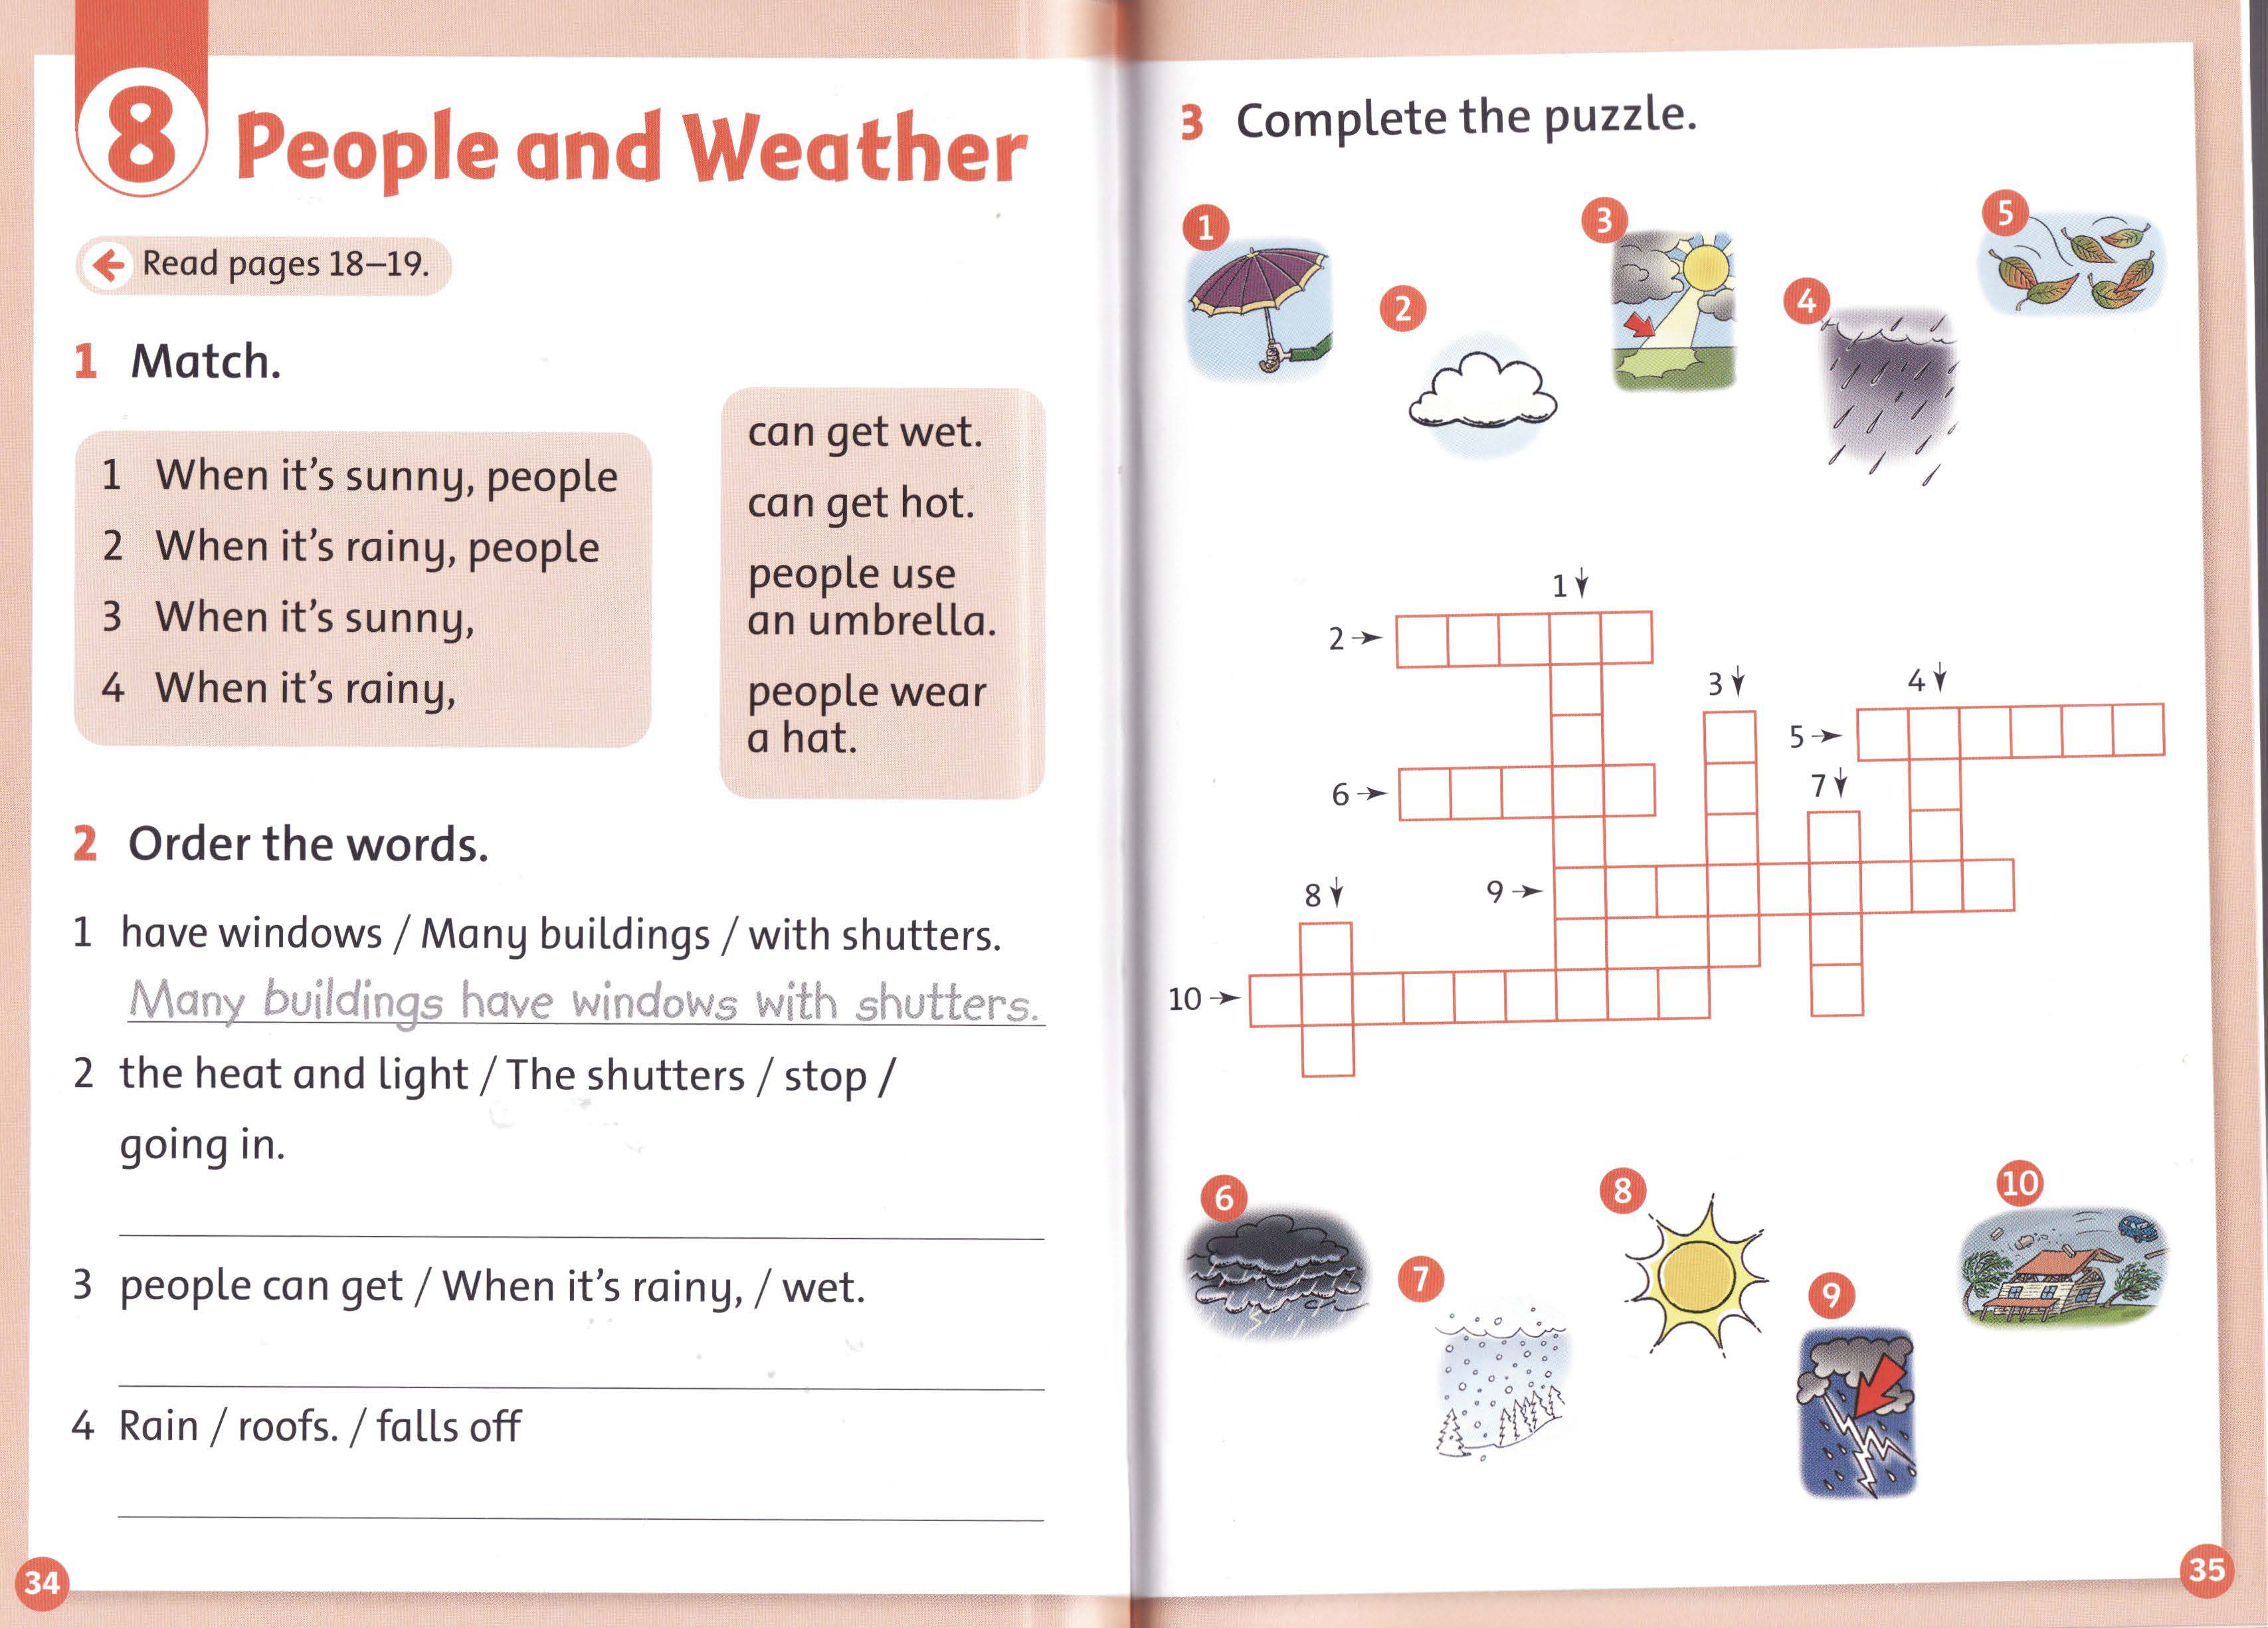 8
People and Weather
Read pages 18–19.
1 Match.
1 When it's sunny, people
2 When it's rainy, people
3 When it's sunny,
4 When it's rainy,
can get wet.
can get hot.
people use
an umbrella.
people wear
a hat.
2 Order the words.
1 have windows / Many buildings / with shutters.
Many buildings have windows with shutters.
2 the heat and light / The shutters / stop /
going in.
3 people can get / When it's rainy, / wet.
4 Rain / roofs. / falls off
34
3 Complete the puzzle.
1
2
3
4
5
1
2
3
4
5
6
7
8
9
10
6
7
8
9
10
35